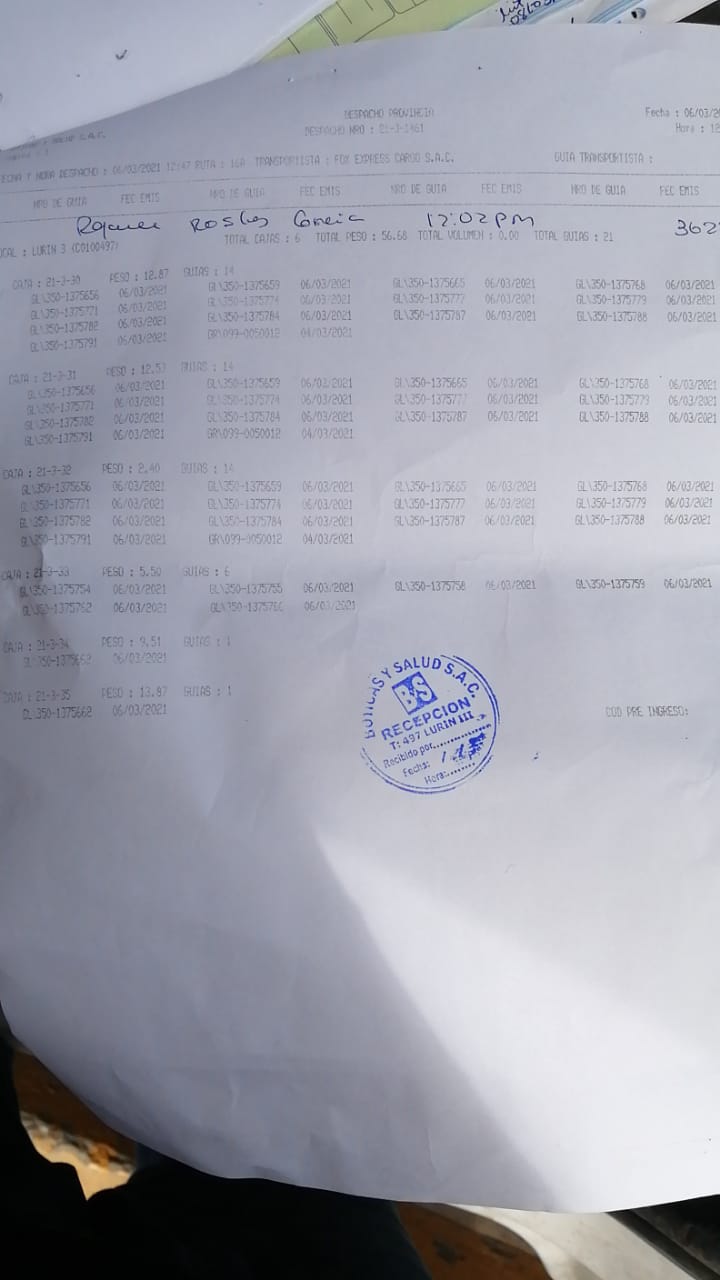 DESPACHO PROVINCIA
Fecha : 06/03/20
DESPACHO NRO : 21-3-1461
Hora : 12
FECHA Y HORA DESPACHO : 06/03/2021 12:47 RUTA : 16A TRANSPORTISTA : FOX EXPRESS CARGO S.A.C. GUIA TRANSPORTISTA :
NRO DE GUIA FEC EMIS NRO DE GUIA FEC EMIS NRO DE GUIA FEC EMIS NRO DE GUIA FEC EMIS
12:02 PM
LOCAL : LURIN 3 (C0100497) TOTAL CAJAS : 6 TOTAL PESO : 56.68 TOTAL VOLUMEN : 0.00 TOTAL GUIAS : 21
CAJA : 21-3-30 PESO : 12.87 GUIAS : 14
GL\350-1375656 06/03/2021 GL\350-1375659 06/03/2021 GL\350-1375665 06/03/2021 GL\350-1375768 06/03/2021
GL\350-1375771 06/03/2021 GL\350-1375774 06/03/2021 GL\350-1375777 06/03/2021 GL\350-1375779 06/03/2021
GL\350-1375782 06/03/2021 GL\350-1375784 06/03/2021 GL\350-1375787 06/03/2021 GL\350-1375788 06/03/2021
GL\350-1375791 06/03/2021 GR\099-0050012 04/03/2021
CAJA : 21-3-31 PESO : 12.53 GUIAS : 14
GL\350-1375656 06/03/2021 GL\350-1375659 06/03/2021 GL\350-1375665 06/03/2021 GL\350-1375768 06/03/2021
GL\350-1375771 06/03/2021 GL\350-1375774 06/03/2021 GL\350-1375777 06/03/2021 GL\350-1375779 06/03/2021
GL\350-1375782 06/03/2021 GL\350-1375784 06/03/2021 GL\350-1375787 06/03/2021 GL\350-1375788 06/03/2021
GL\350-1375791 06/03/2021 GR\099-0050012 04/03/2021
CAJA : 21-3-32 PESO : 2.40 GUIAS : 14
GL\350-1375656 06/03/2021 GL\350-1375659 06/03/2021 GL\350-1375665 06/03/2021 GL\350-1375768 06/03/2021
GL\350-1375771 06/03/2021 GL\350-1375774 06/03/2021 GL\350-1375777 06/03/2021 GL\350-1375779 06/03/2021
GL\350-1375782 06/03/2021 GL\350-1375784 06/03/2021 GL\350-1375787 06/03/2021 GL\350-1375788 06/03/2021
GL\350-1375791 06/03/2021 GR\099-0050012 04/03/2021
CAJA : 21-3-33 PESO : 5.50 GUIAS : 6
GL\350-1375754 06/03/2021 GL\350-1375755 06/03/2021 GL\350-1375758 06/03/2021 GL\350-1375759 06/03/2021
GL\350-1375762 06/03/2021 GL\350-1375766 06/03/2021
CAJA : 21-3-34 PESO : 9.51 GUIAS : 1
GL\350-1375662 06/03/2021
CAJA : 21-3-35 PESO : 13.87 GUIAS : 1
GL\350-1375662 06/03/2021
COD PRE INGRESO:
BOTICAS Y SALUD S.A.C.
BS
RECEPCION
T: 497 LURIN III
Recibido por
Fecha:
Hora: